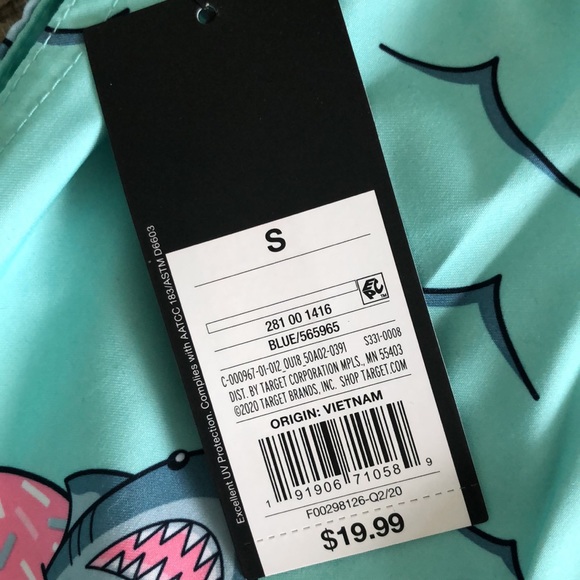 S
EPC™
281 00 1416
BLUE/565965
C-000967-01-012_0U18_50A02-0391 S331-0008
DIST. BY TARGET CORPORATION MPLS., MN 55403
©2020 TARGET BRANDS, INC. SHOP TARGET.COM
ORIGIN: VIETNAM
1 91906 71058 9
F00298126-Q2/20
$19.99
Excellent UV Protection. Complies with AATCC 183/ASTM D6603